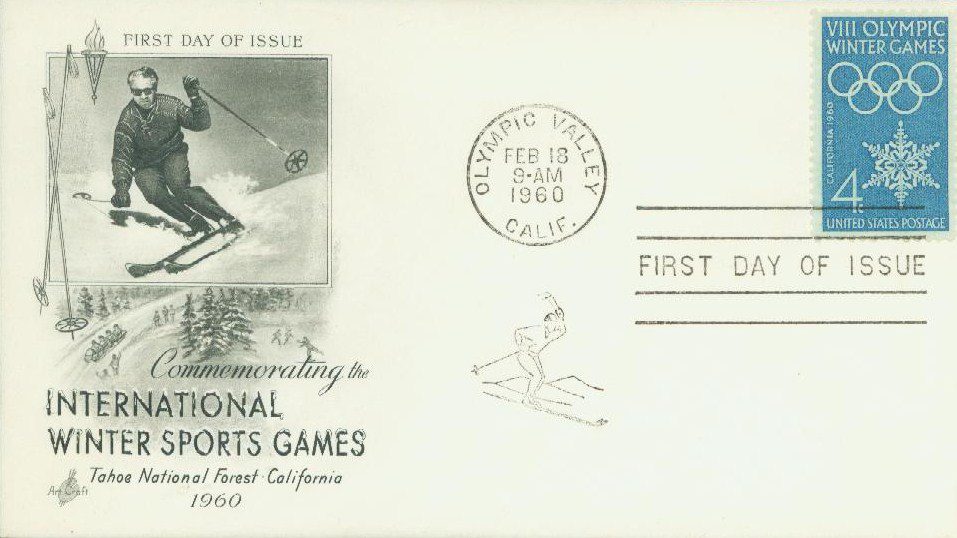 FIRST DAY OF ISSUE
Commemorating the
INTERNATIONAL
WINTER SPORTS GAMES
Tahoe National Forest · California
1960
Art Craft
OLYMPIC VALLEY
FEB 18
9-AM
1960
CALIF.
VIII OLYMPIC
WINTER GAMES
CALIFORNIA 1960
4c
UNITED STATES POSTAGE
FIRST DAY OF ISSUE